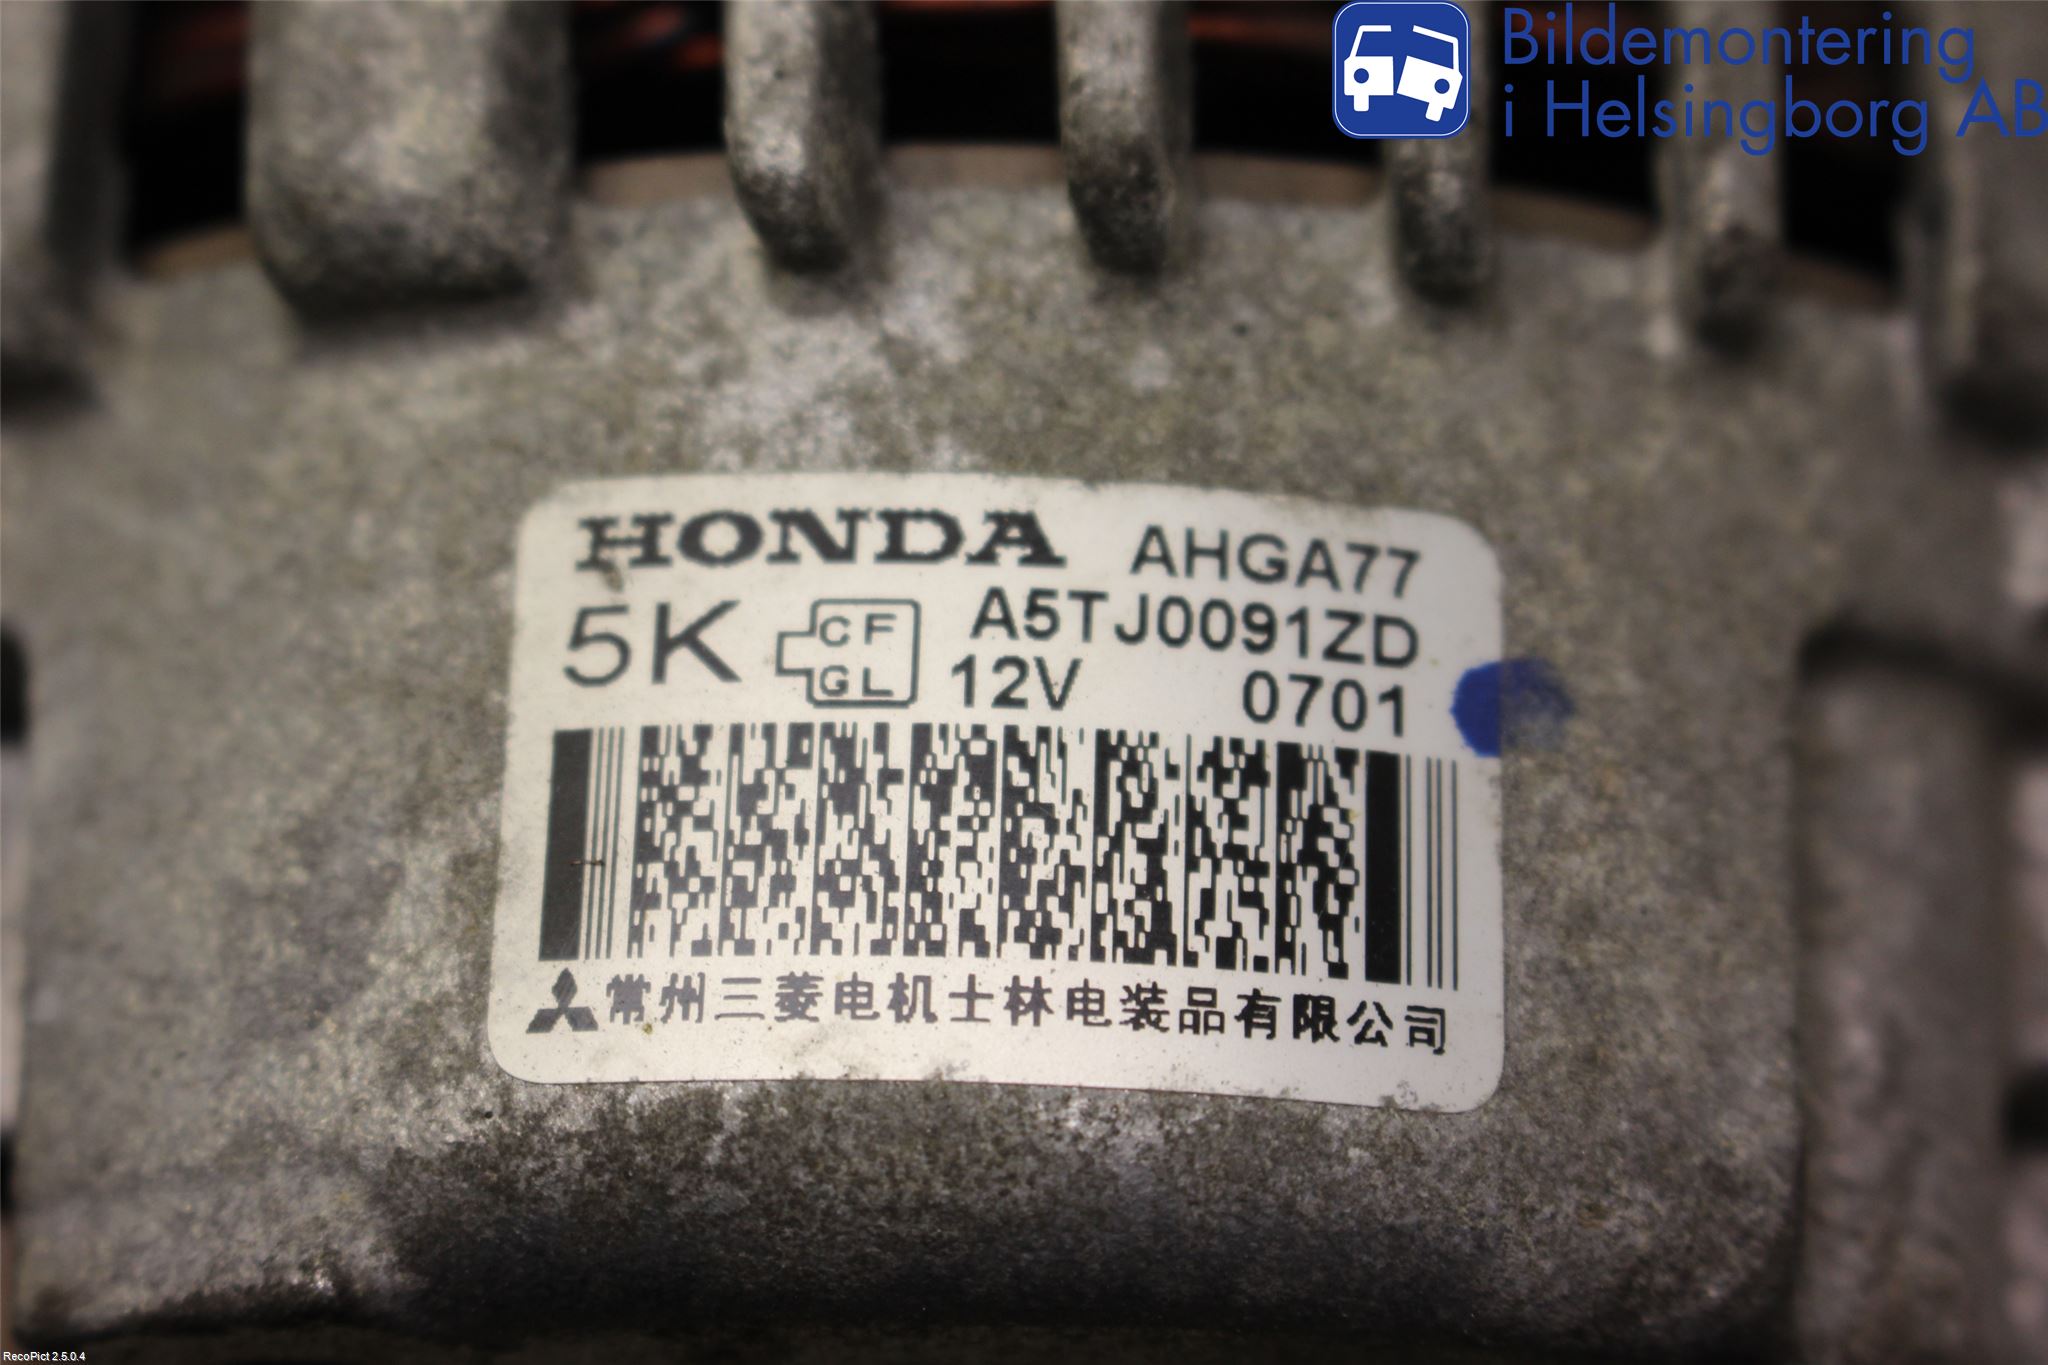 Bildemontering
i Helsingborg AB
HONDA AHGA77
5K CF A5TJ0091ZD
GL 12V 0701
常州三菱电机士林电装品有限公司
RecoPict 2.5.0.4